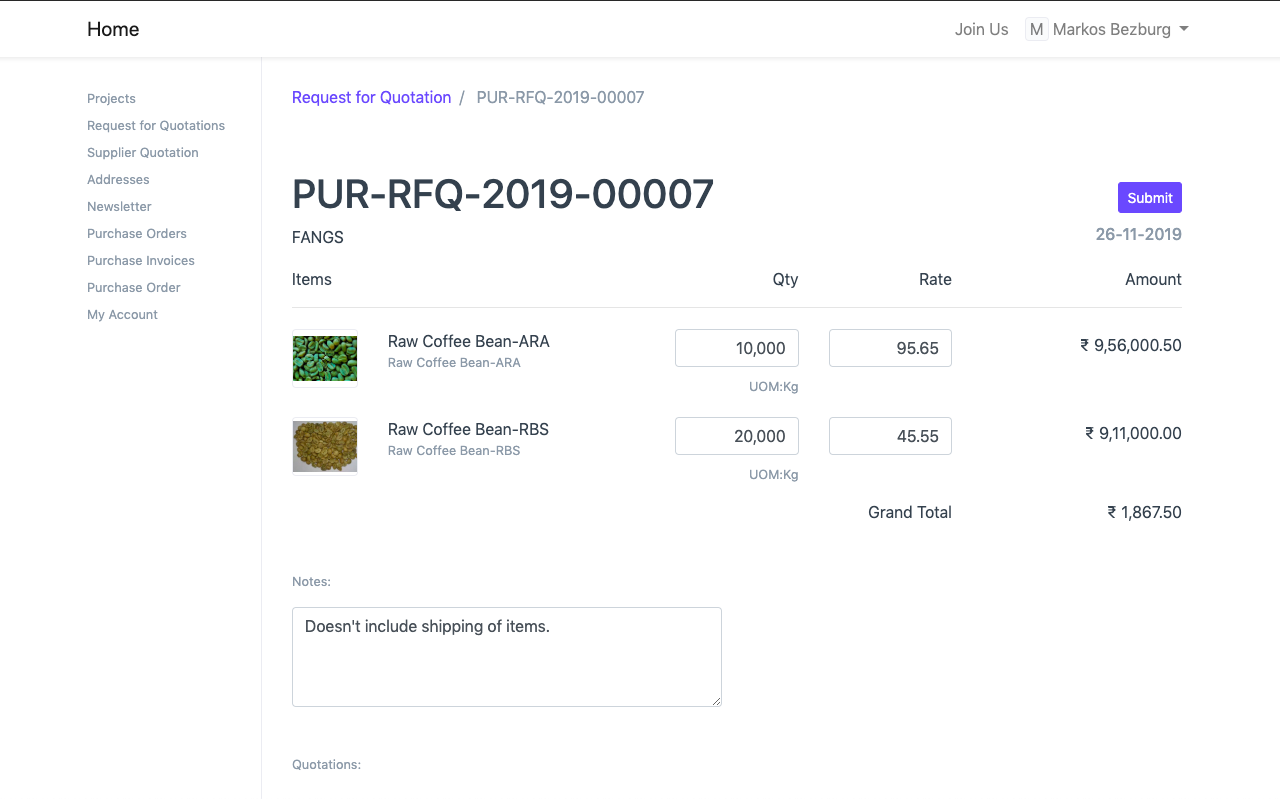 Home
Join Us M Markos Bezburg
Projects
Request for Quotations
Supplier Quotation
Addresses
Newsletter
Purchase Orders
Purchase Invoices
Purchase Order
My Account
Request for Quotation / PUR-RFQ-2019-00007
PUR-RFQ-2019-00007
Submit
FANGS
26-11-2019
Items Qty Rate Amount
Raw Coffee Bean-ARA 10,000 95.65 ₹ 9,56,000.50
Raw Coffee Bean-ARA
UOM:Kg
Raw Coffee Bean-RBS 20,000 45.55 ₹ 9,11,000.00
Raw Coffee Bean-RBS
UOM:Kg
Grand Total ₹ 1,867.50
Notes:
Doesn't include shipping of items.
Quotations: